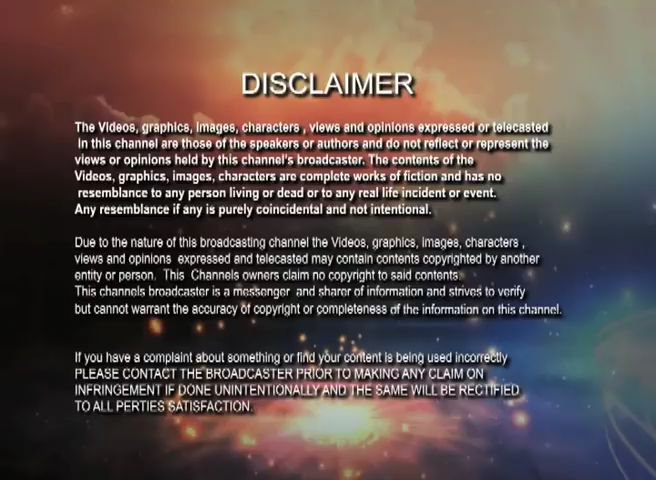 DISCLAIMER
The Videos, graphics, images, characters , views and opinions expressed or telecasted
in this channel are those of the speakers or authors and do not reflect or represent the
views or opinions held by this channel's broadcaster. The contents of the
Videos, graphics, images, characters are complete works of fiction and has no
resemblance to any person living or dead or to any real life incident or event.
Any resemblance if any is purely coincidental and not intentional.
Due to the nature of this broadcasting channel the Videos, graphics, images, characters ,
views and opinions expressed and telecasted may contain contents copyrighted by another
entity or person. This Channels owners claim no copyright to said contents.
This channels broadcaster is a messenger and sharer of information and strives to verify
but cannot warrant the accuracy of copyright or completeness of the information on this channel.
If you have a complaint about something or find your content is being used incorrectly
PLEASE CONTACT THE BROADCASTER PRIOR TO MAKING ANY CLAIM ON
INFRINGEMENT IF DONE UNINTENTIONALLY AND THE SAME WILL BE RECTIFIED
TO ALL PERTIES SATISFACTION.